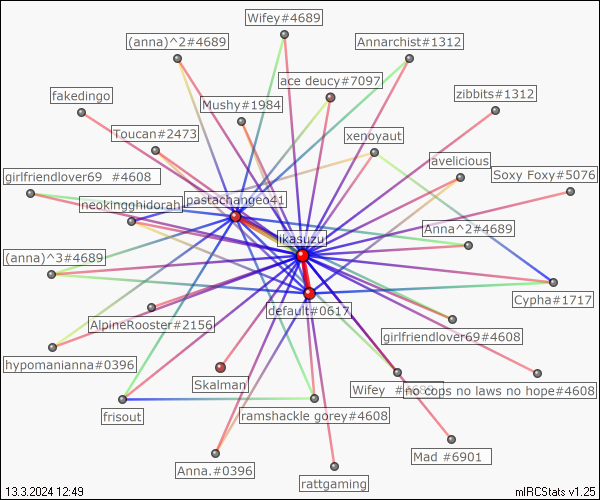 Wifey#4689
(anna)^2#4689
Annarchist#1312
ace deucy#7097
fakedingo
zibbits#1312
Mushy#1984
Toucan#2473
xenoyaut
avelicious
girlfriendlover69 #4608
Soxy Foxy#5076
pastachangeo41
neokingghidorah
Anna^2#4689
ikasuzu
(anna)^3#4689
Cypha#1717
default#0617
AlpineRooster#2156
girlfriendlover69#4608
hypomanianna#0396
Skalman
Wifey
no cops no laws no hope#4608
frisout
ramshackle gorey#4608
Mad #6901
Anna.#0396
rattgaming
13.3.2024 12:49
mIRCStats v1.25